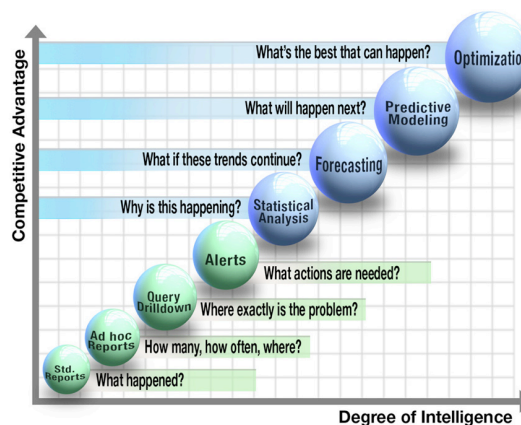 Competitive Advantage
What's the best that can happen?
Optimizatio
What will happen next?
Predictive
Modeling
What if these trends continue?
Forecasting
Why is this happening?
Statistical
Analysis
Alerts
What actions are needed?
Query
Drilldown
Where exactly is the problem?
Ad hoc
Reports
How many, how often, where?
Std.
Reports
What happened?
Degree of Intelligence